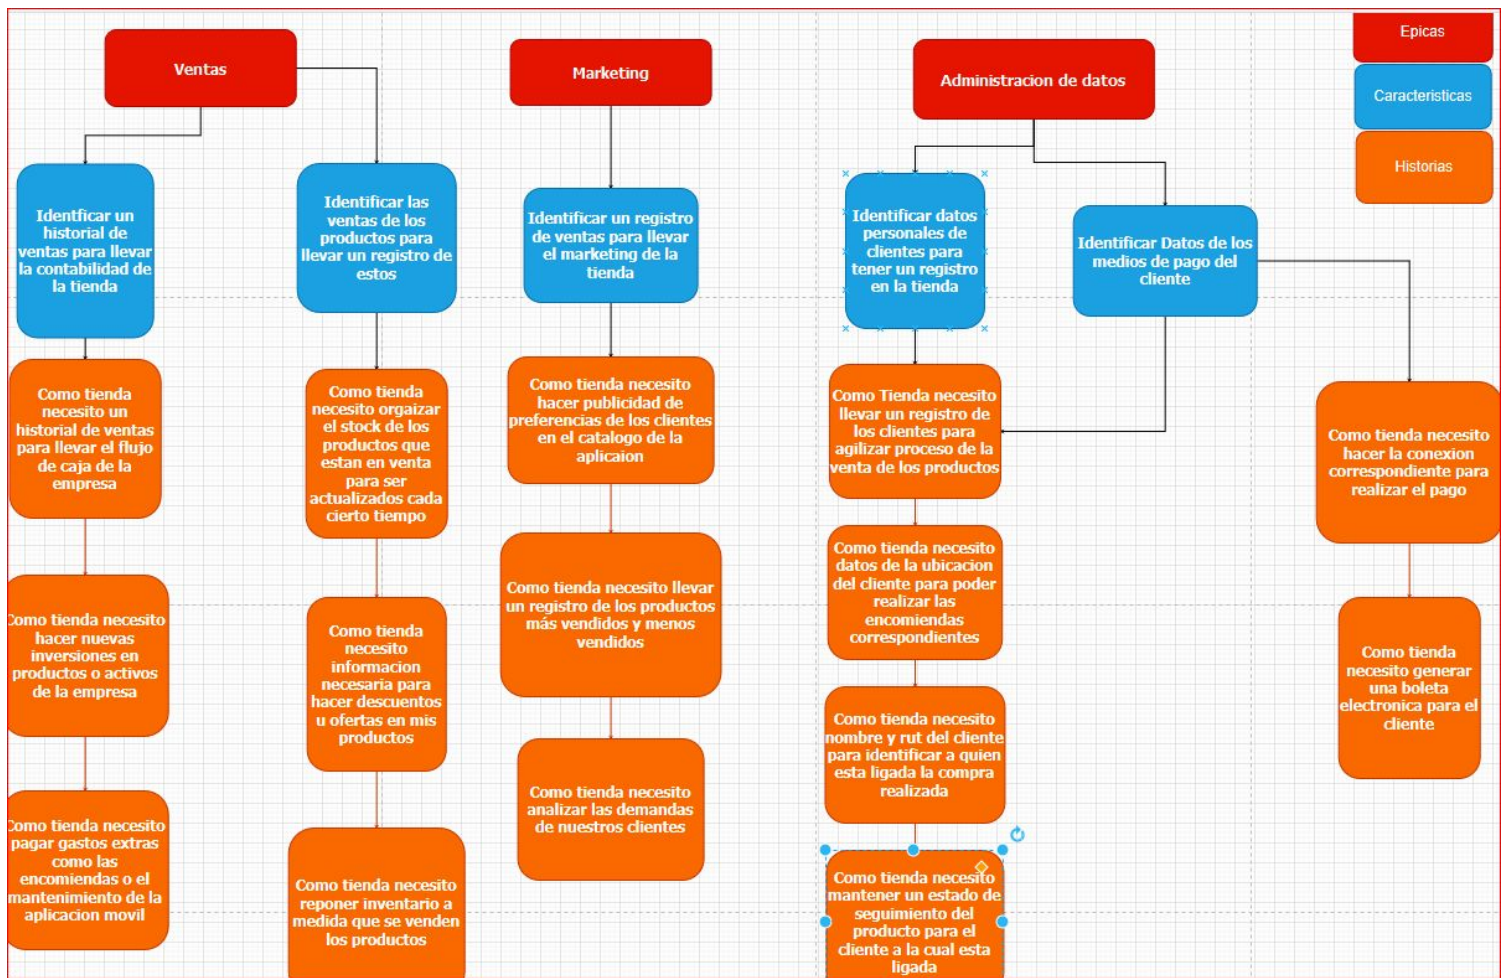 Ventas
Marketing
Administracion de datos
Epicas
Caracteristicas
Historias
Identficar un
historial de
ventas para llevar
la contabilidad de
la tienda
Identificar las
ventas de los
productos para
llevar un registro de
estos
Identificar un registro
de ventas para llevar
el marketing de la
tienda
Identificar datos
personales de
clientes para
tener un registro
en la tienda
Identificar Datos de los
medios de pago del
cliente
Como tienda
necesito un
historial de ventas
para llevar el flujo
de caja de la
empresa
Como tienda
necesito orgaizar
el stock de los
productos que
estan en venta
para ser
actualizados cada
cierto tiempo
Como tienda necesito
hacer publicidad de
preferencias de los clientes
en el catalogo de la
aplicaion
Como Tienda necesito
llevar un registro de
los clientes para
agilizar proceso de la
venta de los productos
Como tienda necesito
hacer la conexion
correspondiente para
realizar el pago
Como tienda necesito
hacer nuevas
inversiones en
productos o activos
de la empresa
Como tienda
necesito
informacion
necesaria para
hacer descuentos
u ofertas en mis
productos
Como tienda necesito llevar
un registro de los productos
más vendidos y menos
vendidos
Como tienda necesito
datos de la ubicacion
del cliente para poder
realizar las
encomiendas
correspondientes
Como tienda
necesito generar
una boleta
electronica para el
cliente
Como tienda necesito
pagar gastos extras
como las
encomiendas o el
mantenimiento de la
aplicacion movil
Como tienda necesito
reponer inventario a
medida que se venden
los productos
Como tienda necesito
analizar las demandas
de nuestros clientes
Como tienda necesito
nombre y rut del cliente
para identificar a quien
esta ligada la compra
realizada
Como tienda necesito
mantener un estado de
seguimiento del
producto para el
cliente a la cual esta
ligada